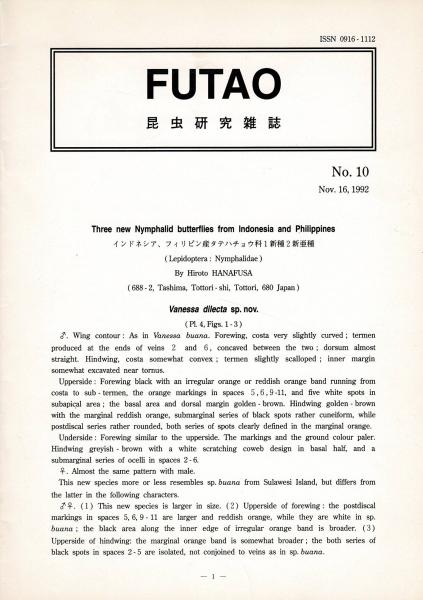 ISSN 0916-1112
FUTAO
昆虫研究雑誌
No. 10
Nov. 16, 1992
Three new Nymphalid butterflies from Indonesia and Philippines
インドネシア、フィリピン産タテハチョウ科1新種2新亜種
(Lepidoptera : Nymphalidae)
By Hiroto HANAFUSA
(688-2, Tashima, Tottori-shi, Tottori, 680 Japan)
Vanessa dilecta sp. nov.
(Pl. 4, Figs. 1-3)
♂. Wing contour : As in Vanessa buana. Forewing, costa very slightly curved ; termen
produced at the ends of veins 2 and 6, concaved between the two ; dorsum almost
straight. Hindwing, costa somewhat convex ; termen slightly scalloped ; inner margin
somewhat excavated near tornus.
Upperside : Forewing black with an irregular orange or reddish orange band running from
costa to sub-termen, the orange markings in spaces 5,6,9-11, and five white spots in
subapical area ; the basal area and dorsal margin golden-brown. Hindwing golden-brown
with the marginal reddish orange, submarginal series of black spots rather cuneiform, while
postdiscal series rather rounded, both series of spots clearly defined in the marginal orange.
Underside : Forewing similar to the upperside. The markings and the ground colour paler.
Hindwing greyish-brown with a white scratching coweb design in basal half, and a
submarginal series of ocelli in spaces 2-6.
♀. Almost the same pattern with male.
This new species more or less resembles sp. buana from Sulawesi Island, but differs from
the latter in the following characters.
♂♀. (1) This new species is larger in size. (2) Upperside of forewing : the postdiscal
markings in spaces 5, 6, 9-11 are larger and reddish orange, while they are white in sp.
buana ; the black area along the inner edge of irregular orange band is broader. (3)
Upperside of hindwing: the marginal orange band is somewhat broader ; the both series of
black spots in spaces 2-5 are isolated, not conjoined to veins as in sp. buana.
— 1 —